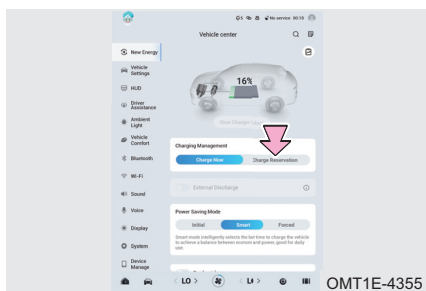 5 No service 00:18
Vehicle center
New Energy
16%
Vehicle
Settings
HUD
Driver
Assistance
Ambient
Light
Vehicle
Comfort
Charging Management
Charge Now Charge Reservation
Bluetooth
Wi-Fi
External Discharge
Sound
Voice
Power Saving Mode
Initial Smart Forced
Display
Smart mode intelligently selects the best time to charge the vehicle
to achieve a balance between economy and power, good for daily
use.
System
Device
Manage
< LO > < LO >
OMT1E-4355